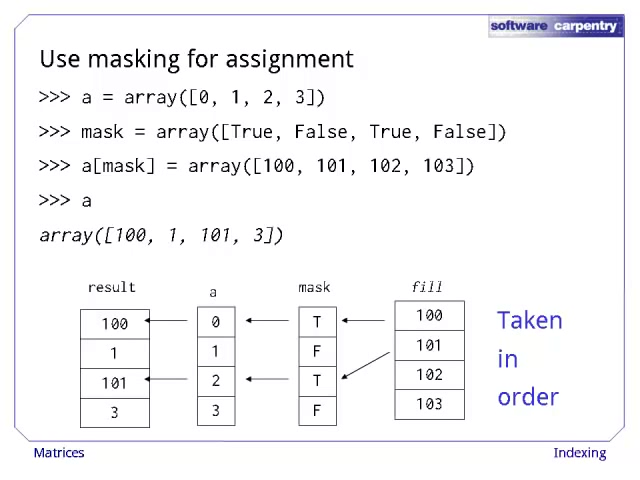 software carpentry
Use masking for assignment
>>> a = array([0, 1, 2, 3])
>>> mask = array([True, False, True, False])
>>> a[mask] = array([100, 101, 102, 103])
>>> a
array([100, 1, 101, 3])
result a mask fill
100 0 T 100
1 1 F 101
101 2 T 102
3 3 F 103
Taken
in
order
Matrices Indexing